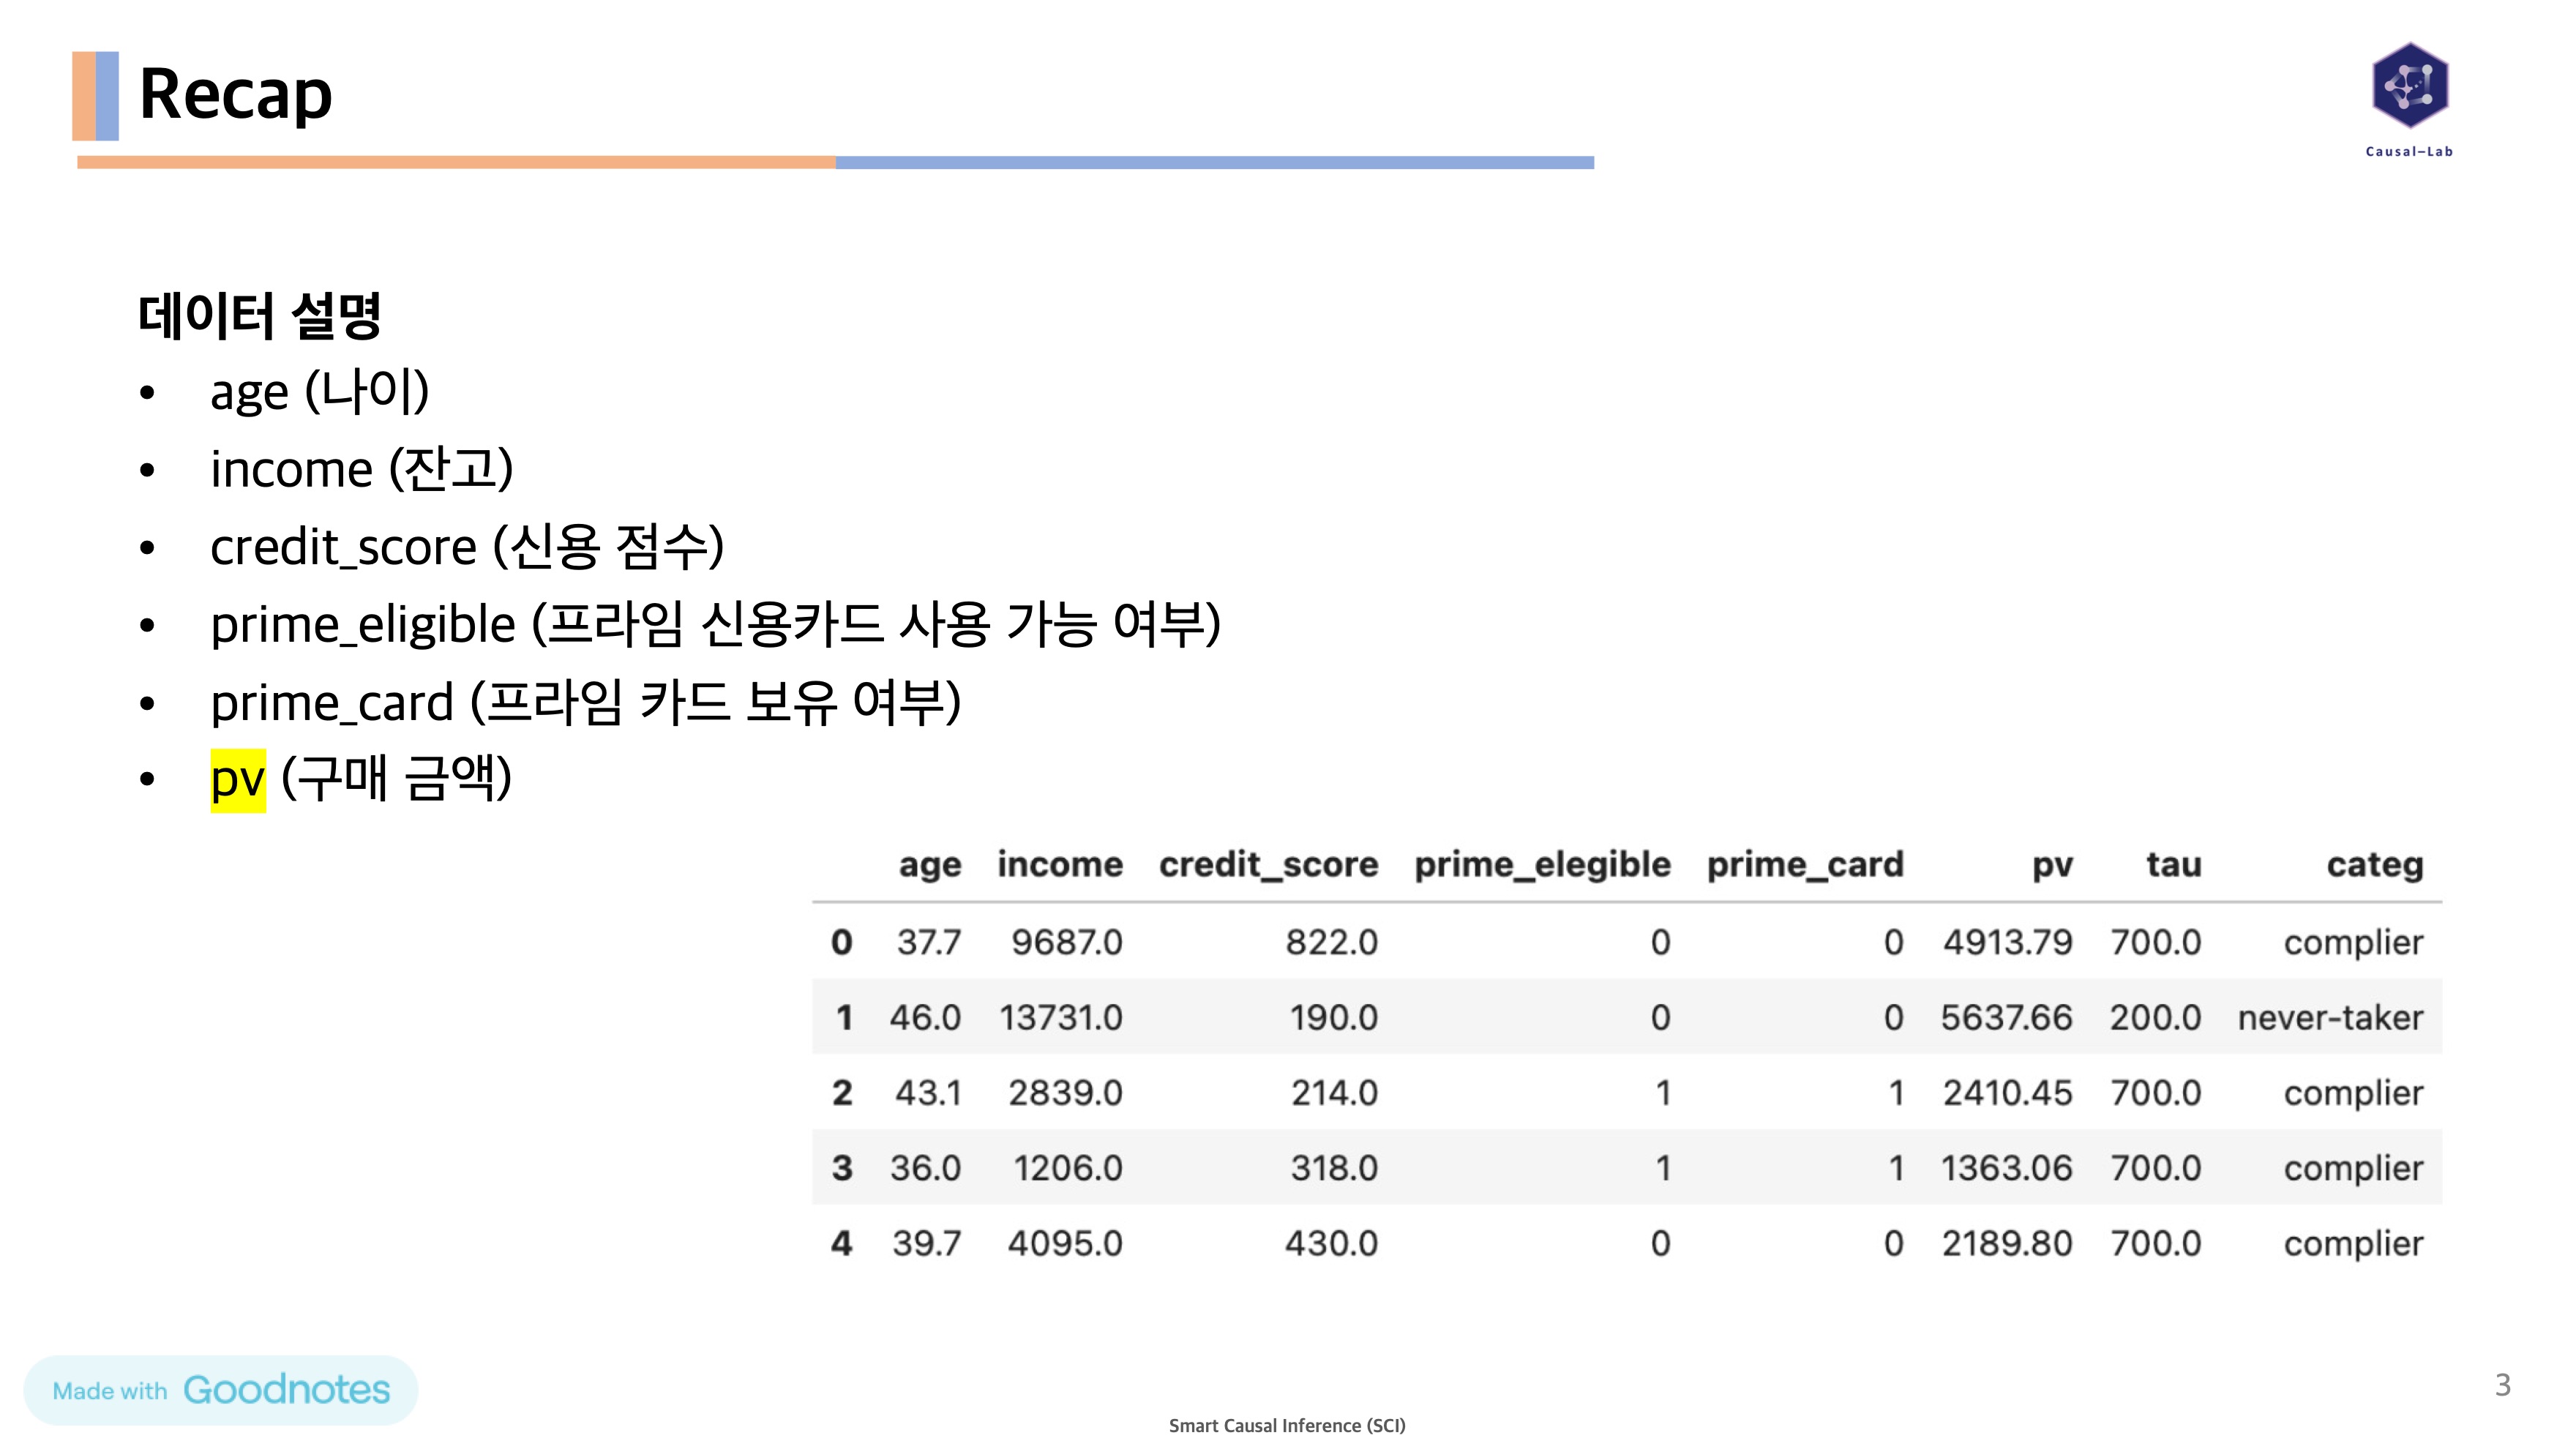 Recap
Causal–Lab
데이터 설명
• age (나이)
• income (잔고)
• credit_score (신용 점수)
• prime_eligible (프라임 신용카드 사용 가능 여부)
• prime_card (프라임 카드 보유 여부)
• pv (구매 금액)
age income credit_score prime_elegible prime_card pv tau categ
0 37.7 9687.0 822.0 0 0 4913.79 700.0 complier
1 46.0 13731.0 190.0 0 0 5637.66 200.0 never-taker
2 43.1 2839.0 214.0 1 1 2410.45 700.0 complier
3 36.0 1206.0 318.0 1 1 1363.06 700.0 complier
4 39.7 4095.0 430.0 0 0 2189.80 700.0 complier
Made with Goodnotes
3
Smart Causal Inference (SCI)